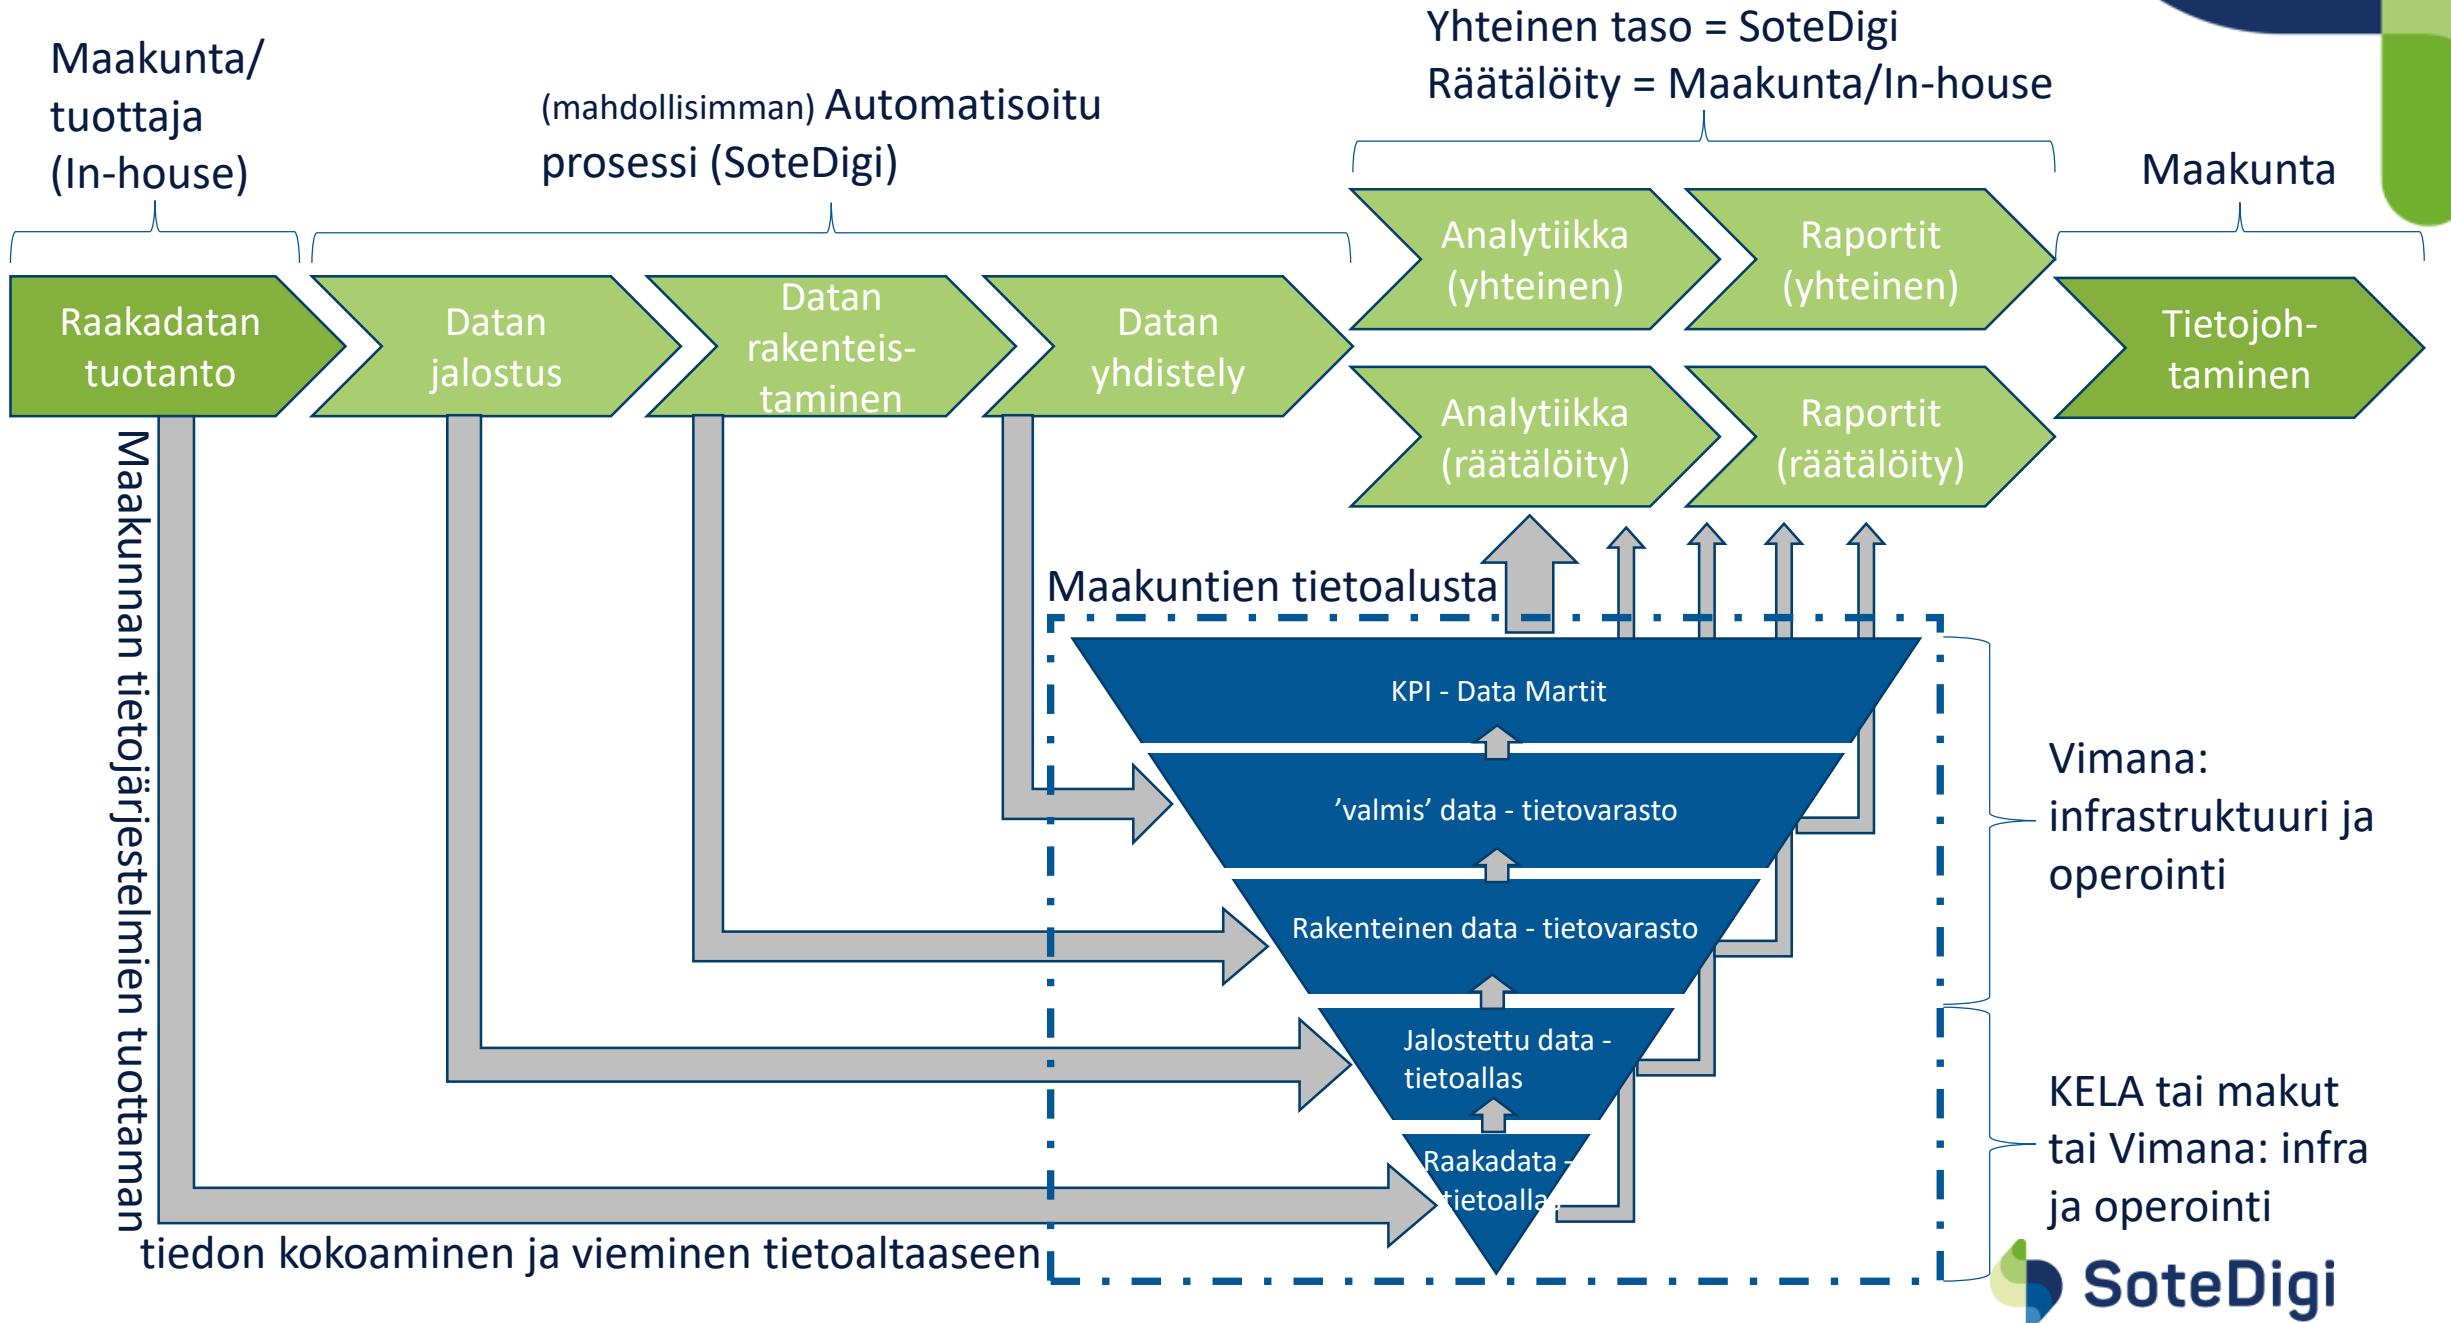 Maakunta/
tuottaja
(In-house)
(mahdollisimman) Automatisoitu
prosessi (SoteDigi)
Yhteinen taso = SoteDigi
Räätälöity = Maakunta/In-house
Maakunta
Raakadatan
tuotanto
Datan
jalostus
Datan
rakenteis-
taminen
Datan
yhdistely
Analytiikka
(yhteinen)
Raportit
(yhteinen)
Analytiikka
(räätälöity)
Raportit
(räätälöity)
Tietojoh-
taminen
Maakunnan tietojärjestelmien tuottaman
tiedon kokoaminen ja vieminen tietoaltaaseen
Maakuntien tietoalusta
KPI - Data Martit
’valmis’ data - tietovarasto
Rakenteinen data - tietovarasto
Jalostettu data -
tietoallas
Raakadata -
tietoallas
Vimana:
infrastruktuuri ja
operointi
KELA tai makut
tai Vimana: infra
ja operointi
SoteDigi